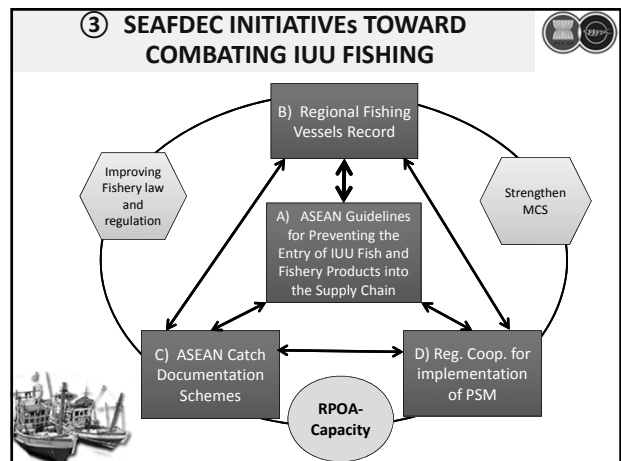 ③ SEAFDEC INITIATIVEs TOWARD
COMBATING IUU FISHING
B) Regional Fishing
Vessels Record
Improving
Fishery law
and
regulation
Strengthen
MCS
A) ASEAN Guidelines
for Preventing the
Entry of IUU Fish and
Fishery Products into
the Supply Chain
C) ASEAN Catch
Documentation
Schemes
D) Reg. Coop. for
implementation
of PSM
RPOA-
Capacity